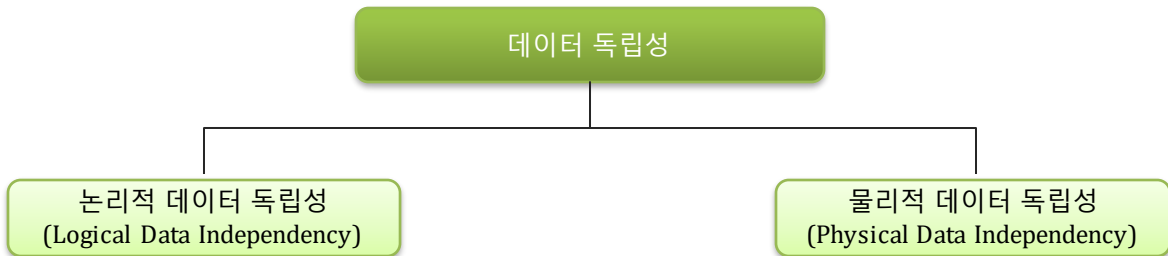 데이터 독립성
논리적 데이터 독립성
(Logical Data Independency)
물리적 데이터 독립성
(Physical Data Independency)